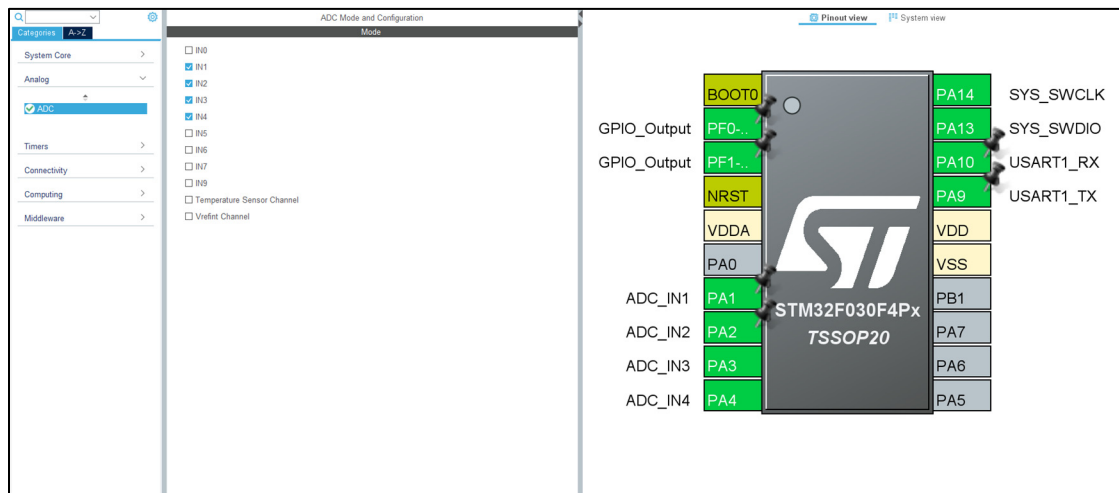 Categories A->Z
System Core
Analog
ADC
Timers
Connectivity
Computing
Middleware
ADC Mode and Configuration
Mode
IN0
IN1
IN2
IN3
IN4
IN5
IN6
IN7
IN9
Temperature Sensor Channel
Vrefint Channel
Pinout view System view
BOOT0 PA14 SYS_SWCLK
GPIO_Output PF0-.. PA13 SYS_SWDIO
GPIO_Output PF1-.. PA10 USART1_RX
NRST PA9 USART1_TX
VDDA VDD
PA0 VSS
ADC_IN1 PA1 PB1
ADC_IN2 PA2 PA7
ADC_IN3 PA3 PA6
ADC_IN4 PA4 PA5
ST
STM32F030F4Px
TSSOP20